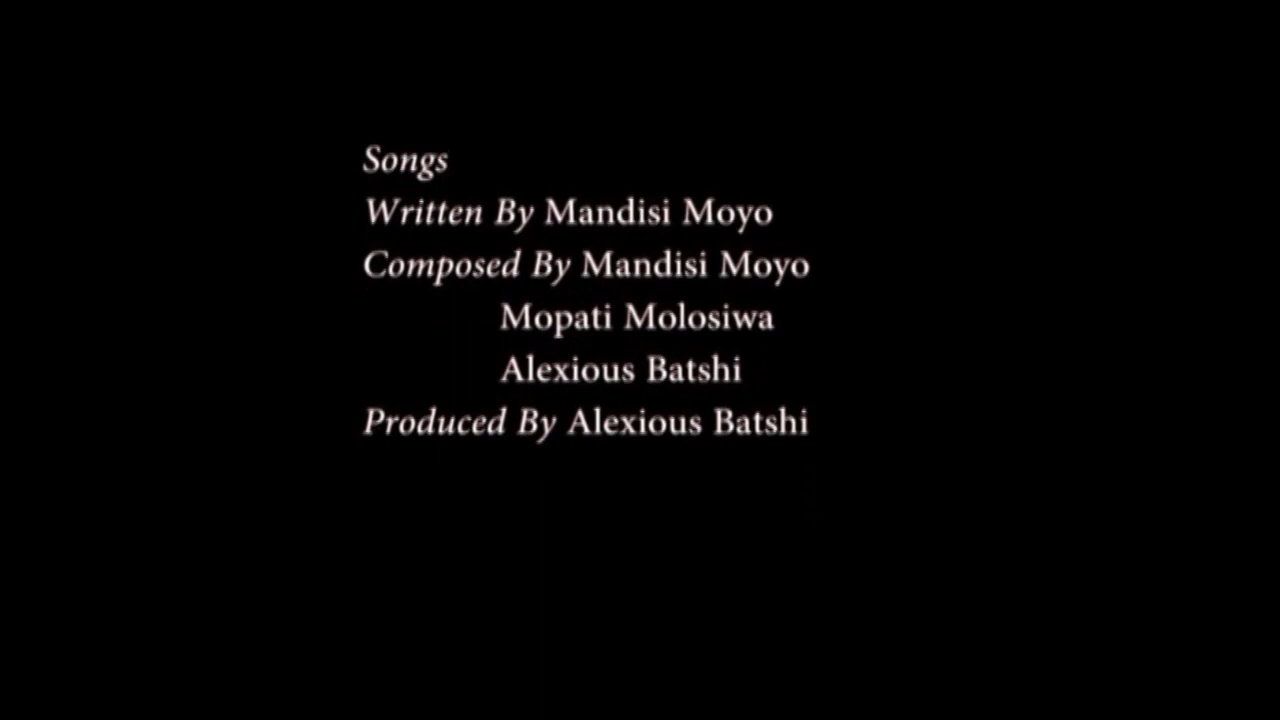 Songs
Written By Mandisi Moyo
Composed By Mandisi Moyo
Mopati Molosiwa
Alexious Batshi
Produced By Alexious Batshi